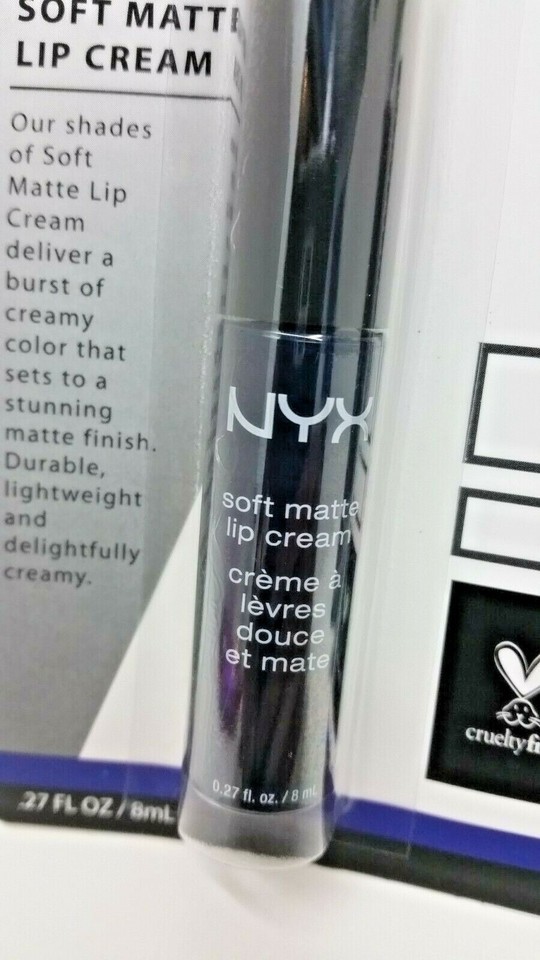 SOFT MATTE
LIP CREAM
Our shades
of Soft
Matte Lip
Cream
deliver a
burst of
creamy
color that
sets to a
stunning
matte finish.
Durable,
lightweight
and
delightfully
creamy.
.27 FL OZ / 8mL
NYX
soft matte
lip cream
crème à
lèvres
douce
et mate
0.27 fl. oz. / 8 mL
crueltyfr